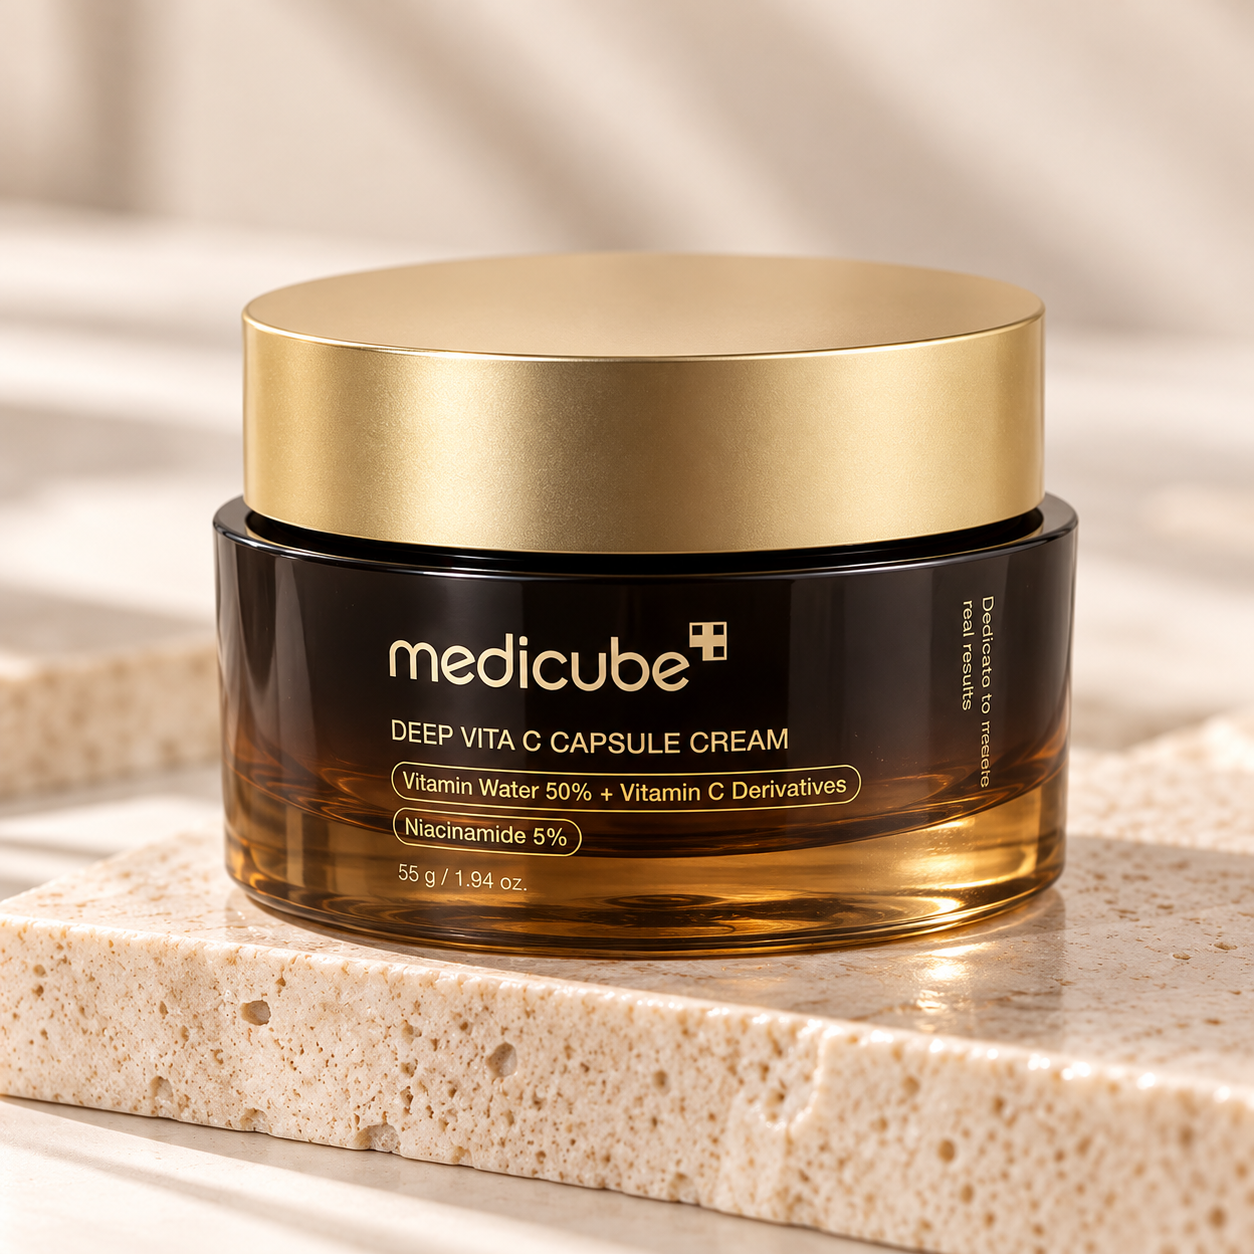 medicube
DEEP VITA C CAPSULE CREAM
Vitamin Water 50% + Vitamin C Derivatives
Niacinamide 5%
55 g / 1.94 oz.
Dedicato to
real results